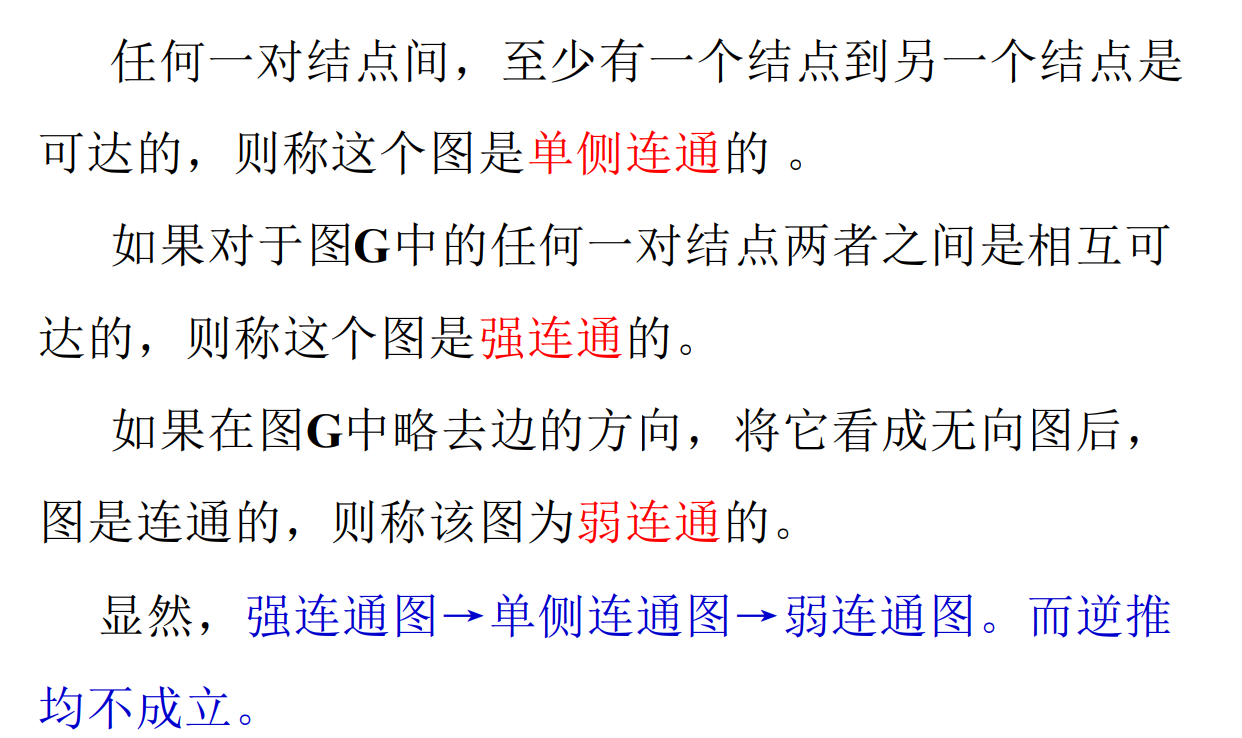 任何一对结点间，至少有一个结点到另一个结点是
可达的，则称这个图是单侧连通的 。
如果对于图G中的任何一对结点两者之间是相互可
达的，则称这个图是强连通的。
如果在图G中略去边的方向，将它看成无向图后，
图是连通的，则称该图为弱连通的。
显然，强连通图→单侧连通图→弱连通图。而逆推
均不成立。